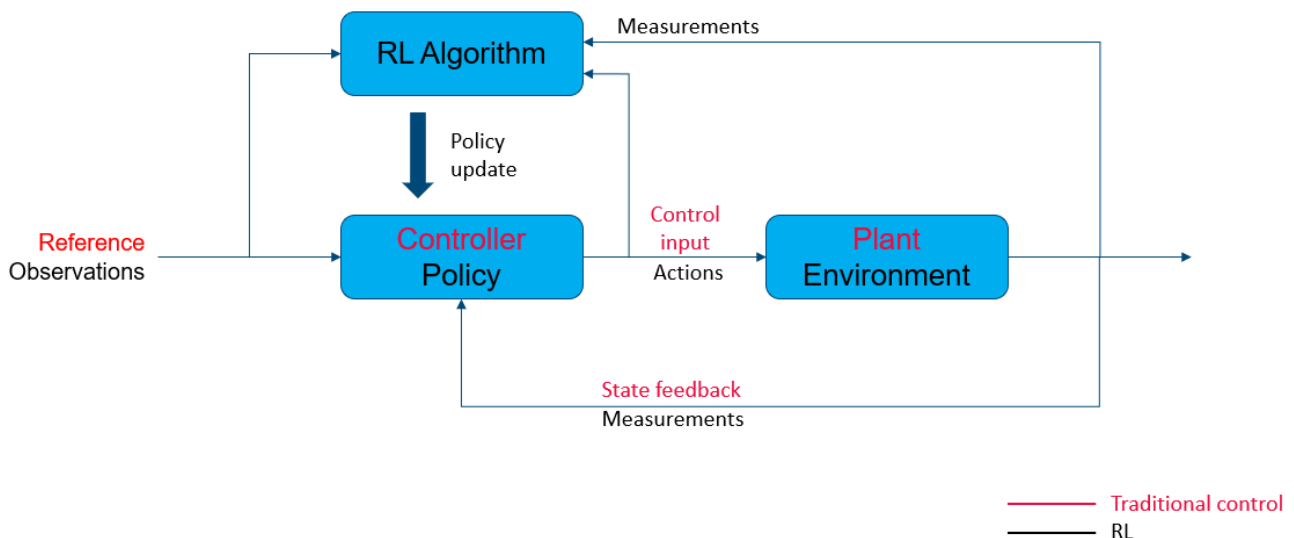 Measurements
RL Algorithm
Policy
update
Reference
Observations
Controller
Policy
Control
input
Actions
Plant
Environment
State feedback
Measurements
Traditional control
RL